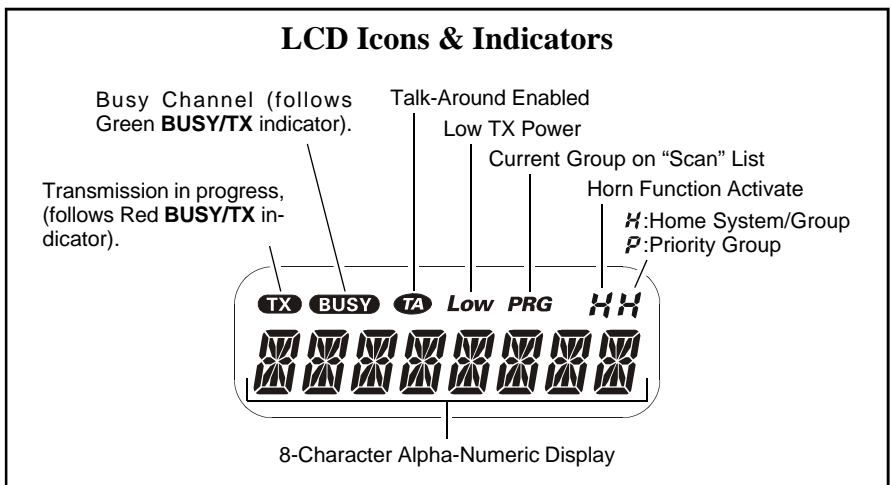 LCD Icons & Indicators
Busy Channel (follows
Green BUSY/TX indicator).
Talk-Around Enabled
Low TX Power
Current Group on “Scan” List
Transmission in progress,
(follows Red BUSY/TX in-
dicator).
Horn Function Activate
H:Home System/Group
P:Priority Group
TX BUSY TA Low PRG H H
8-Character Alpha-Numeric Display